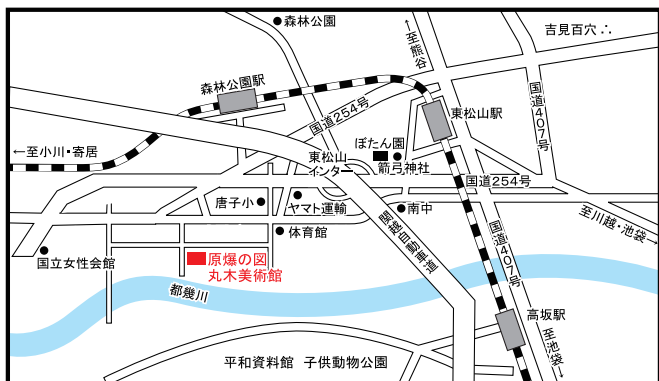 森林公園
吉見百穴
←至熊谷
森林公園駅
国道254号
国道407号
東松山駅
ぼたん園
箭弓神社
←至小川・寄居
東松山
インター
国道254号
唐子小
ヤマト運輸
南中
至川越・池袋→
体育館
関越自動車道
国道407号
国立女性会館
原爆の図
丸木美術館
都幾川
高坂駅
至池袋→
平和資料館 子供動物公園